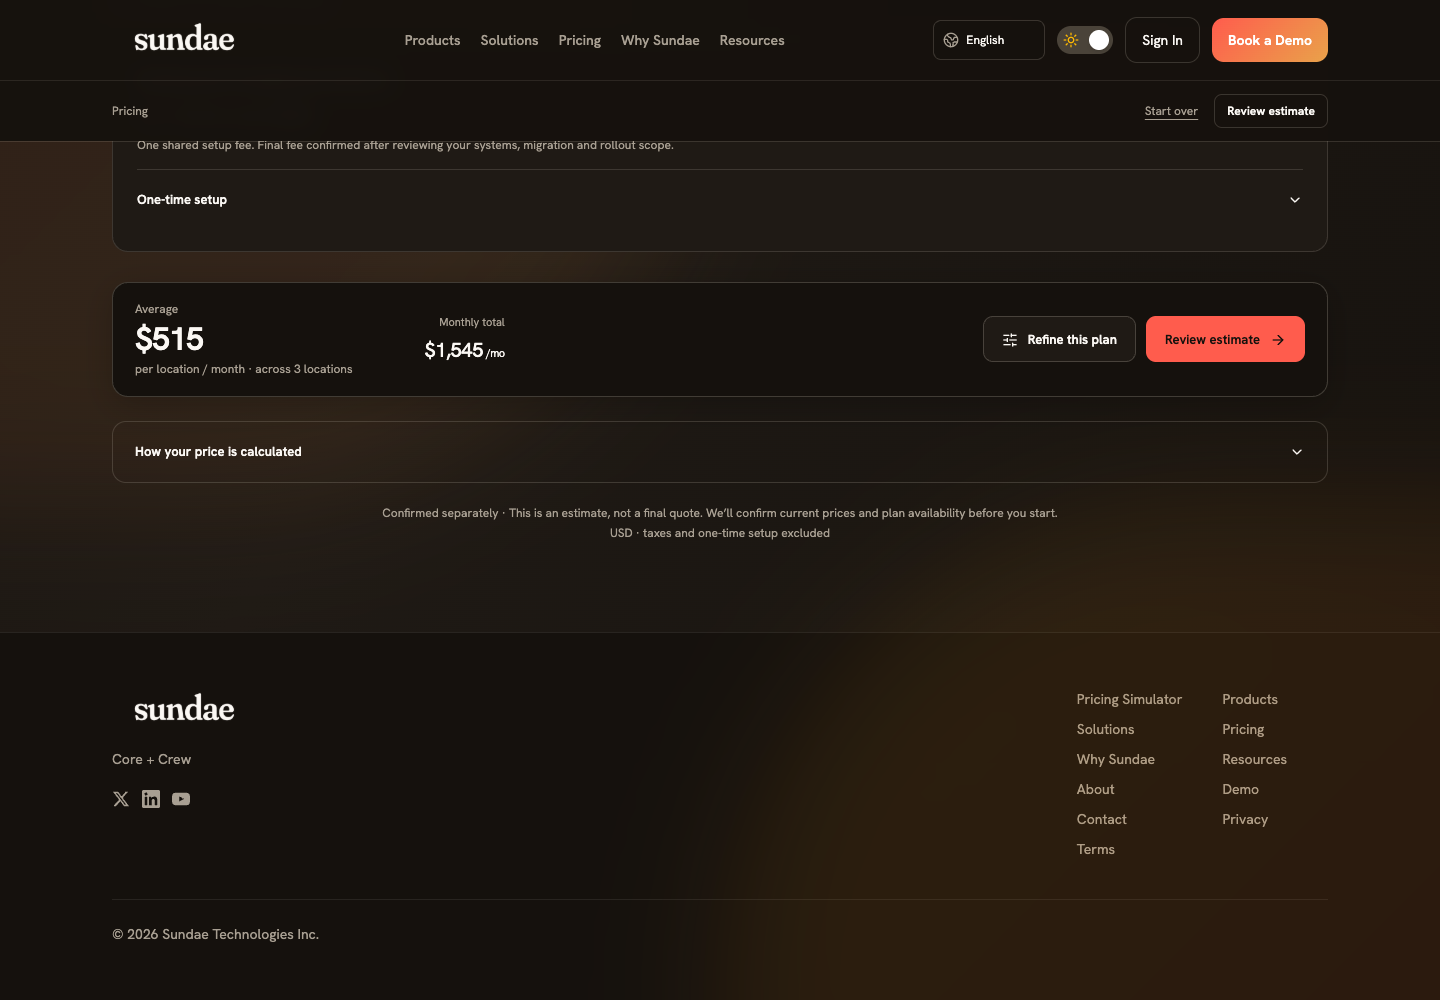 sundae
Products
Solutions
Pricing
Why Sundae
Resources
English
Sign In
Book a Demo
Pricing
Start over
Review estimate
One shared setup fee. Final fee confirmed after reviewing your systems, migration and rollout scope.
One-time setup
Average
$515
per location / month · across 3 locations
Monthly total
$1,545 /mo
Refine this plan
Review estimate
How your price is calculated
Confirmed separately · This is an estimate, not a final quote. We’ll confirm current prices and plan availability before you start.
USD · taxes and one-time setup excluded
sundae
Core + Crew
Pricing Simulator
Solutions
Why Sundae
About
Contact
Terms
Products
Pricing
Resources
Demo
Privacy
© 2026 Sundae Technologies Inc.